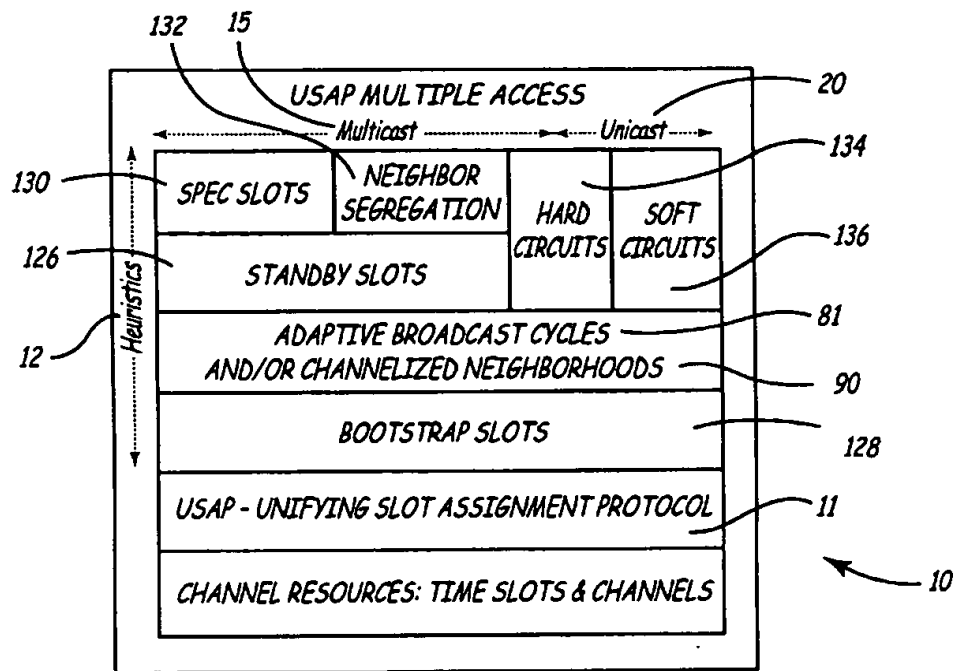 132
15
USAP MULTIPLE ACCESS
20
Multicast
Unicast
134
130
SPEC SLOTS
NEIGHBOR
SEGREGATION
HARD
CIRCUITS
SOFT
CIRCUITS
136
126
STANDBY SLOTS
Heuristics
12
ADAPTIVE BROADCAST CYCLES
81
AND/OR CHANNELIZED NEIGHBORHOODS
90
BOOTSTRAP SLOTS
128
USAP - UNIFYING SLOT ASSIGNMENT PROTOCOL
11
CHANNEL RESOURCES: TIME SLOTS & CHANNELS
10